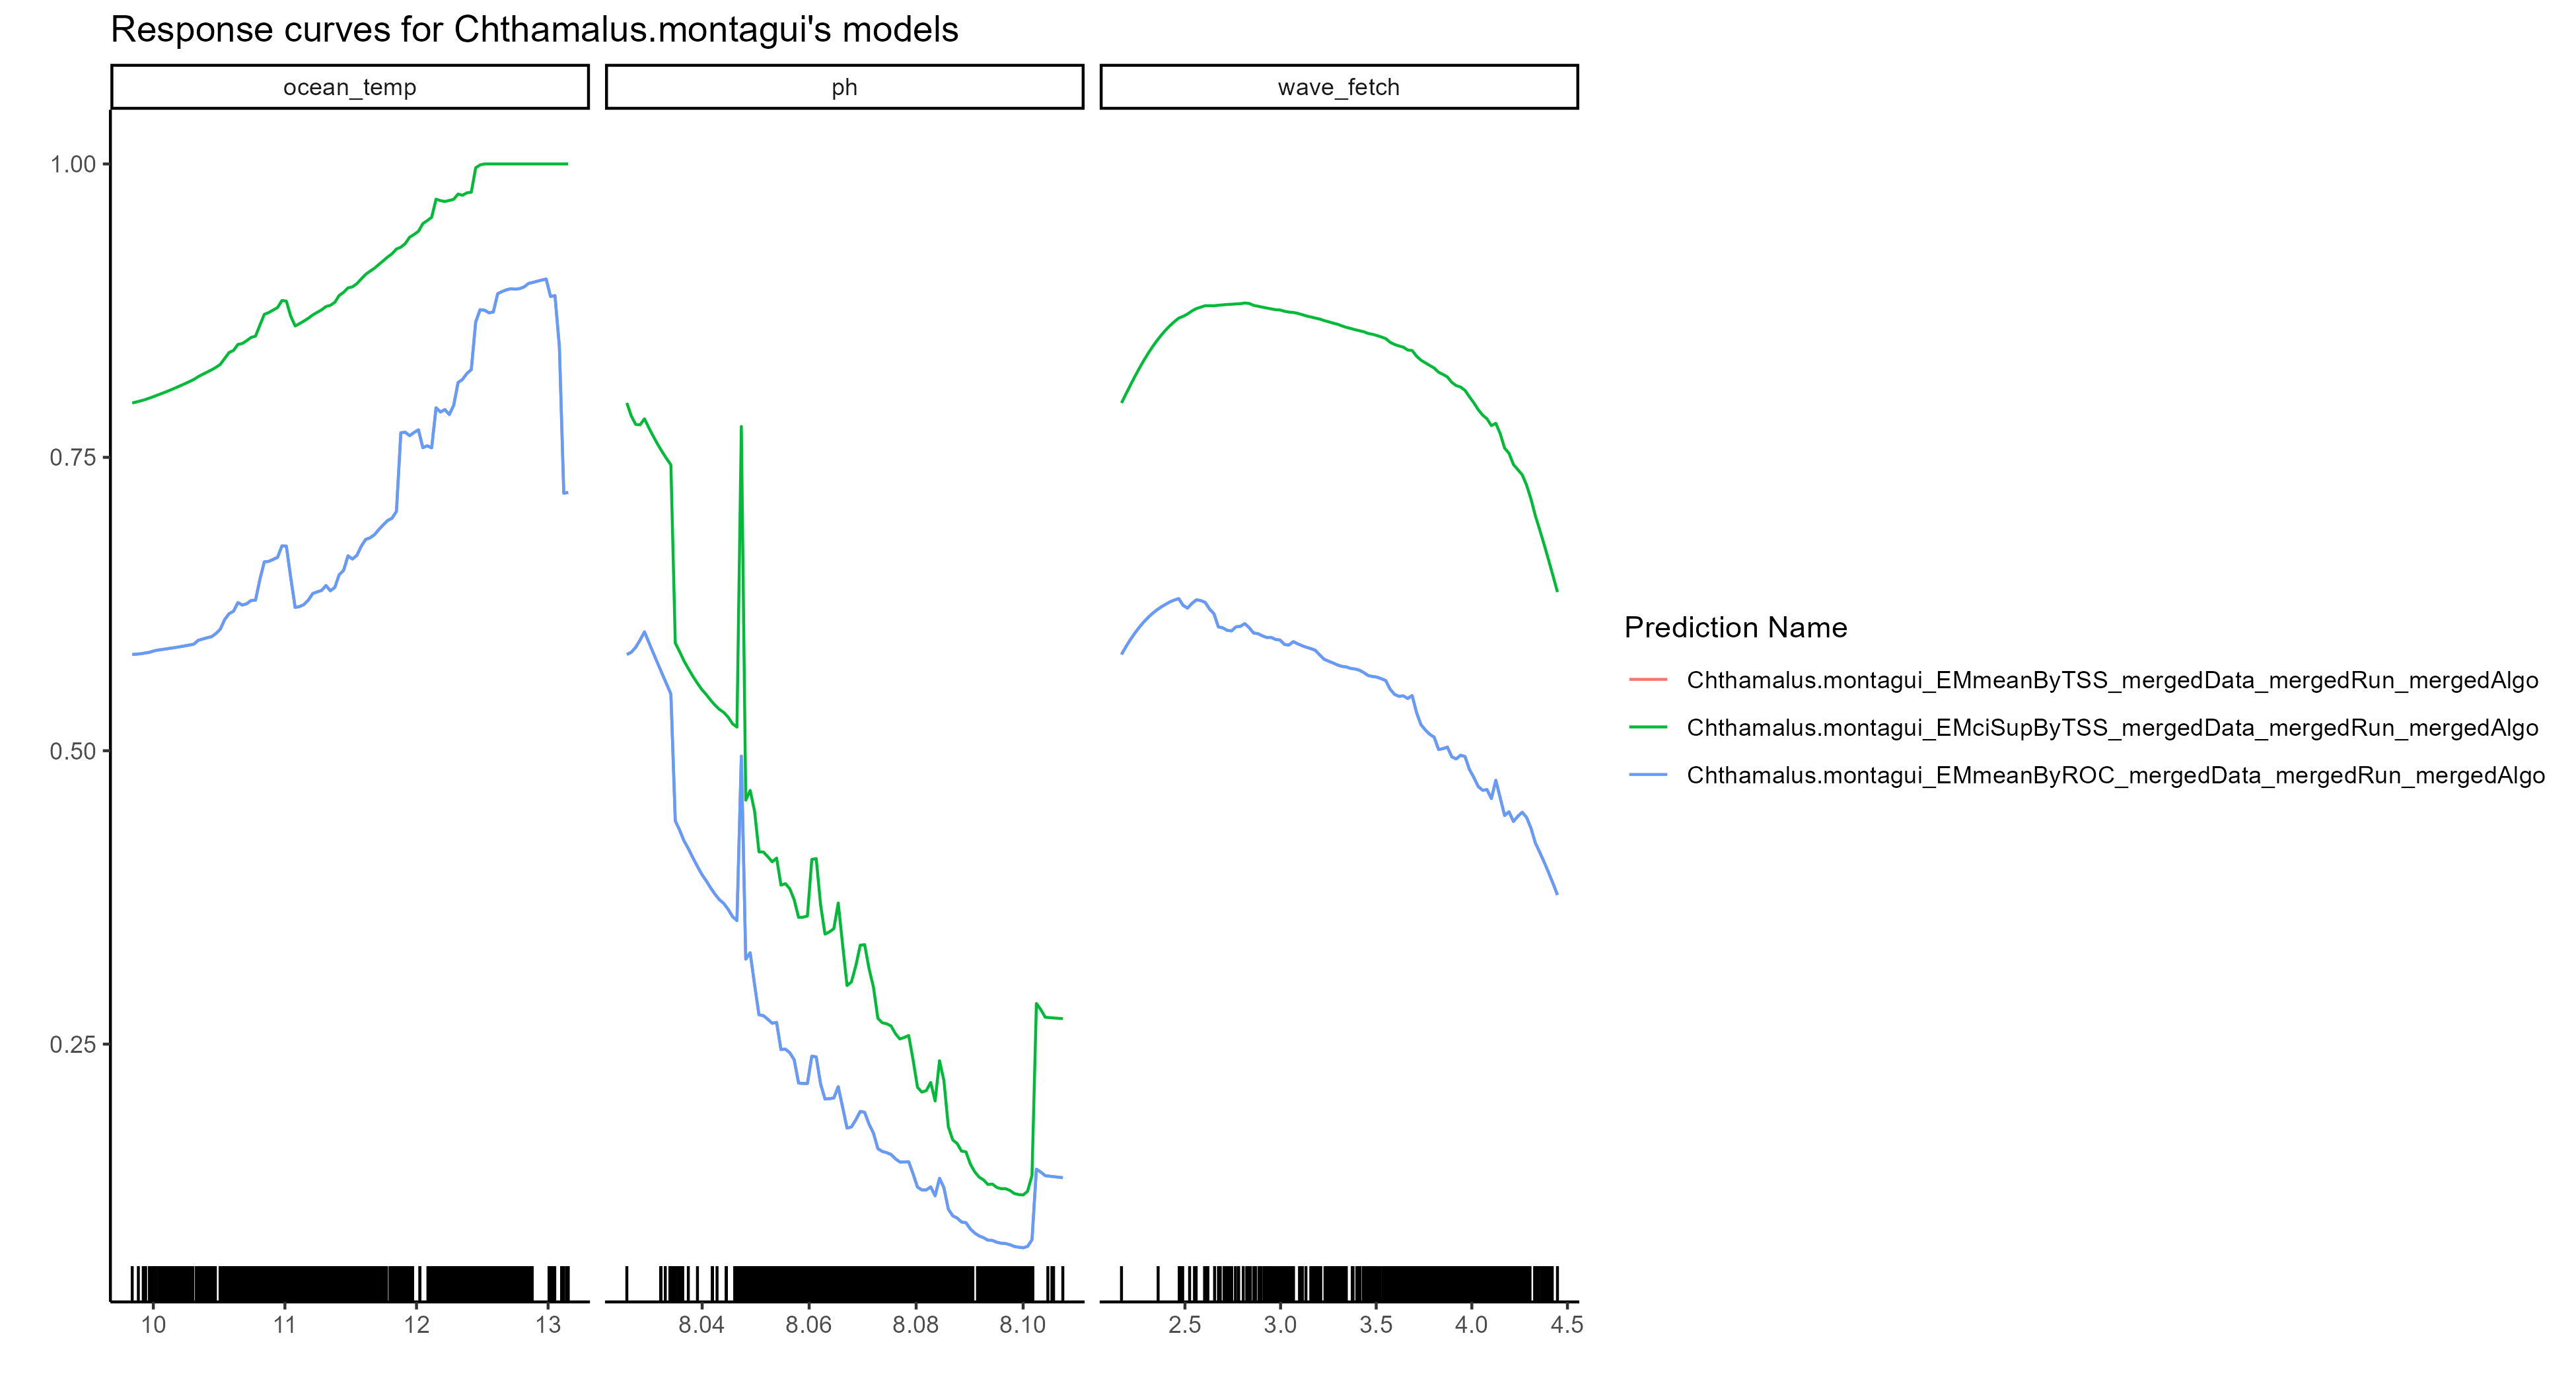 Response curves for Chthamalus.montagui's models
ocean_temp ph wave_fetch
1.00
0.75
0.50
0.25
10 11 12 13 8.04 8.06 8.08 8.10 2.5 3.0 3.5 4.0 4.5
Prediction Name
Chthamalus.montagui_EMmeanByTSS_mergedData_mergedRun_mergedAlgo
Chthamalus.montagui_EMciSupByTSS_mergedData_mergedRun_mergedAlgo
Chthamalus.montagui_EMmeanByROC_mergedData_mergedRun_mergedAlgo